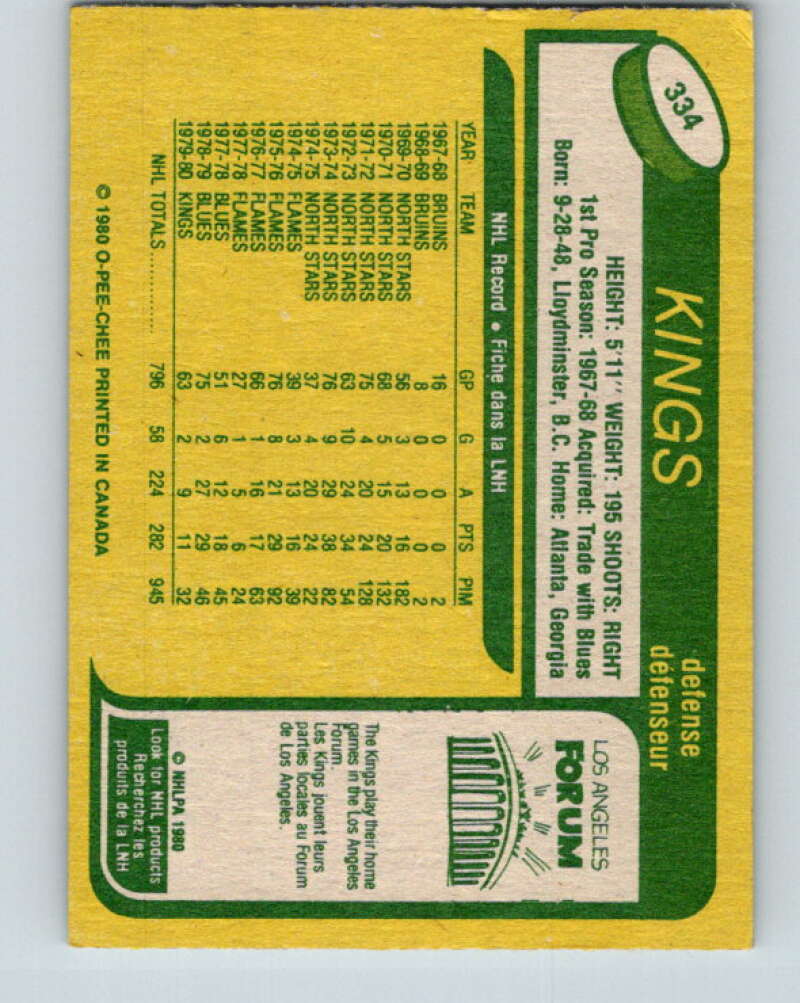 334
KINGS
defense
défenseur
HEIGHT: 5'11" WEIGHT: 195 SHOOTS: RIGHT
1st Pro Season: 1967-68 Acquired: Trade with Blues
Born: 9-28-48, Lloydminster, B.C. Home: Atlanta, Georgia
NHL Record • Fiche dans la LNH
YEAR TEAM GP G A PTS PIM
1967-68 BRUINS 16 0 0 0 2
1968-69 BRUINS 8 0 0 0 2
1969-70 NORTH STARS 56 3 13 16 182
1970-71 NORTH STARS 68 5 15 20 132
1971-72 NORTH STARS 75 4 20 24 128
1972-73 NORTH STARS 63 10 24 34 54
1973-74 NORTH STARS 76 9 29 38 82
1974-75 NORTH STARS 37 4 20 24 22
1974-75 FLAMES 39 3 13 16 39
1975-76 FLAMES 76 8 21 29 92
1976-77 FLAMES 66 1 16 17 63
1977-78 FLAMES 27 1 5 6 24
1977-78 BLUES 51 6 12 18 45
1978-79 BLUES 75 2 27 29 46
1979-80 KINGS 63 2 9 11 32
NHL TOTALS.............. 796 58 224 282 945
© 1980 O-PEE-CHEE PRINTED IN CANADA
LOS ANGELES
FORUM
The Kings play their home
games in the Los Angeles
Forum.
Les Kings jouent leurs
parties locales au Forum
de Los Angeles.
© NHLPA 1980
Look for NHL products
Recherchez les
produits de la LNH